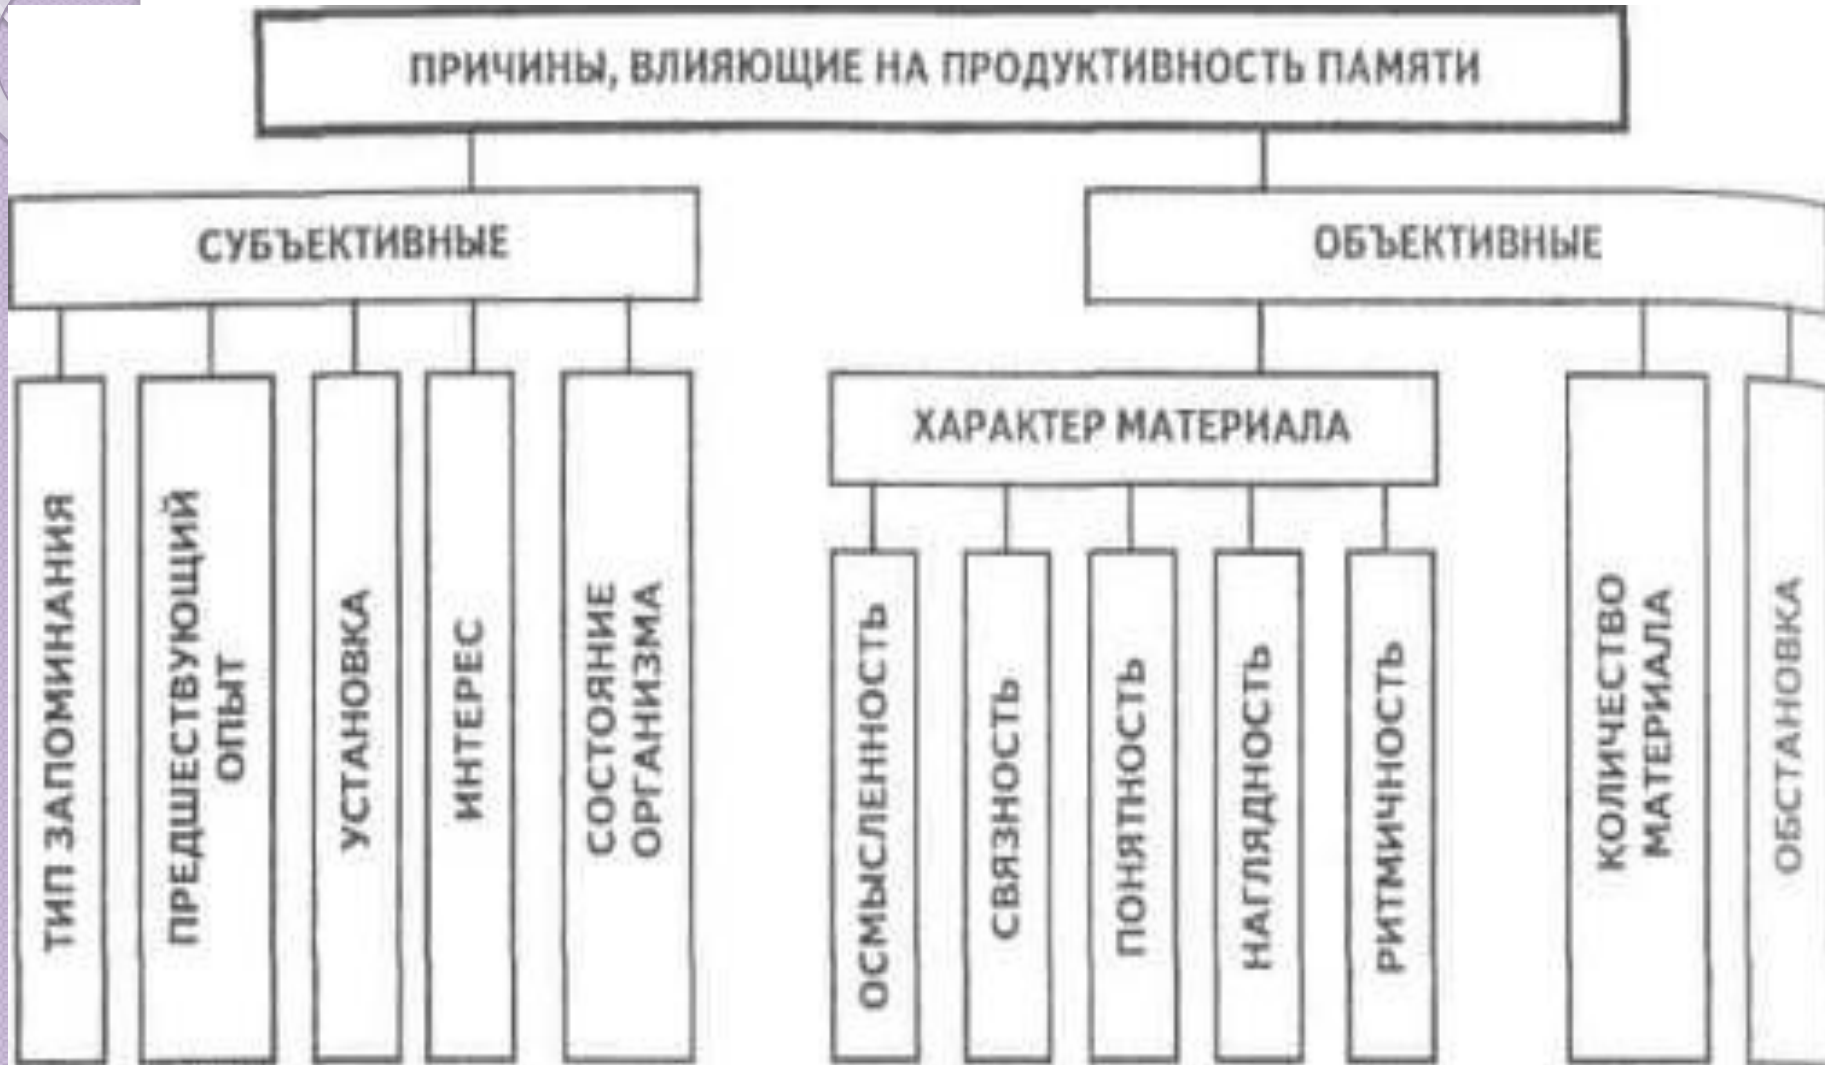 ПРИЧИНЫ, ВЛИЯЮЩИЕ НА ПРОДУКТИВНОСТЬ ПАМЯТИ
СУБЪЕКТИВНЫЕ
ОБЪЕКТИВНЫЕ
ТИП ЗАПОМИНАНИЯ
ПРЕДШЕСТВУЮЩИЙ
ОПЫТ
УСТАНОВКА
ИНТЕРЕС
СОСТОЯНИЕ
ОРГАНИЗМА
ХАРАКТЕР МАТЕРИАЛА
ОСМЫСЛЕННОСТЬ
СВЯЗНОСТЬ
ПОНЯТНОСТЬ
НАГЛЯДНОСТЬ
РИТМИЧНОСТЬ
КОЛИЧЕСТВО
МАТЕРИАЛА
ОБСТАНОВКА